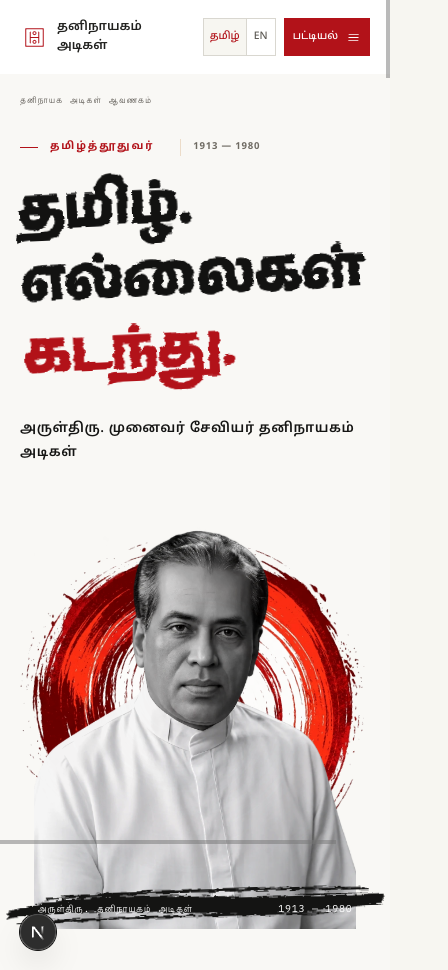 தனிநாயகம்
அடிகள்
தமிழ் EN பட்டியல்
தனிநாயக அடிகள் ஆவணகம்
தமிழ்த்தூதுவர் 1913 — 1980
தமிழ்.
எல்லைகள்
கடந்து.
அருள்திரு. முனைவர் சேவியர் தனிநாயகம்
அடிகள்
அருள்திரு. தனிநாயகம் அடிகள் 1913 — 1980
N